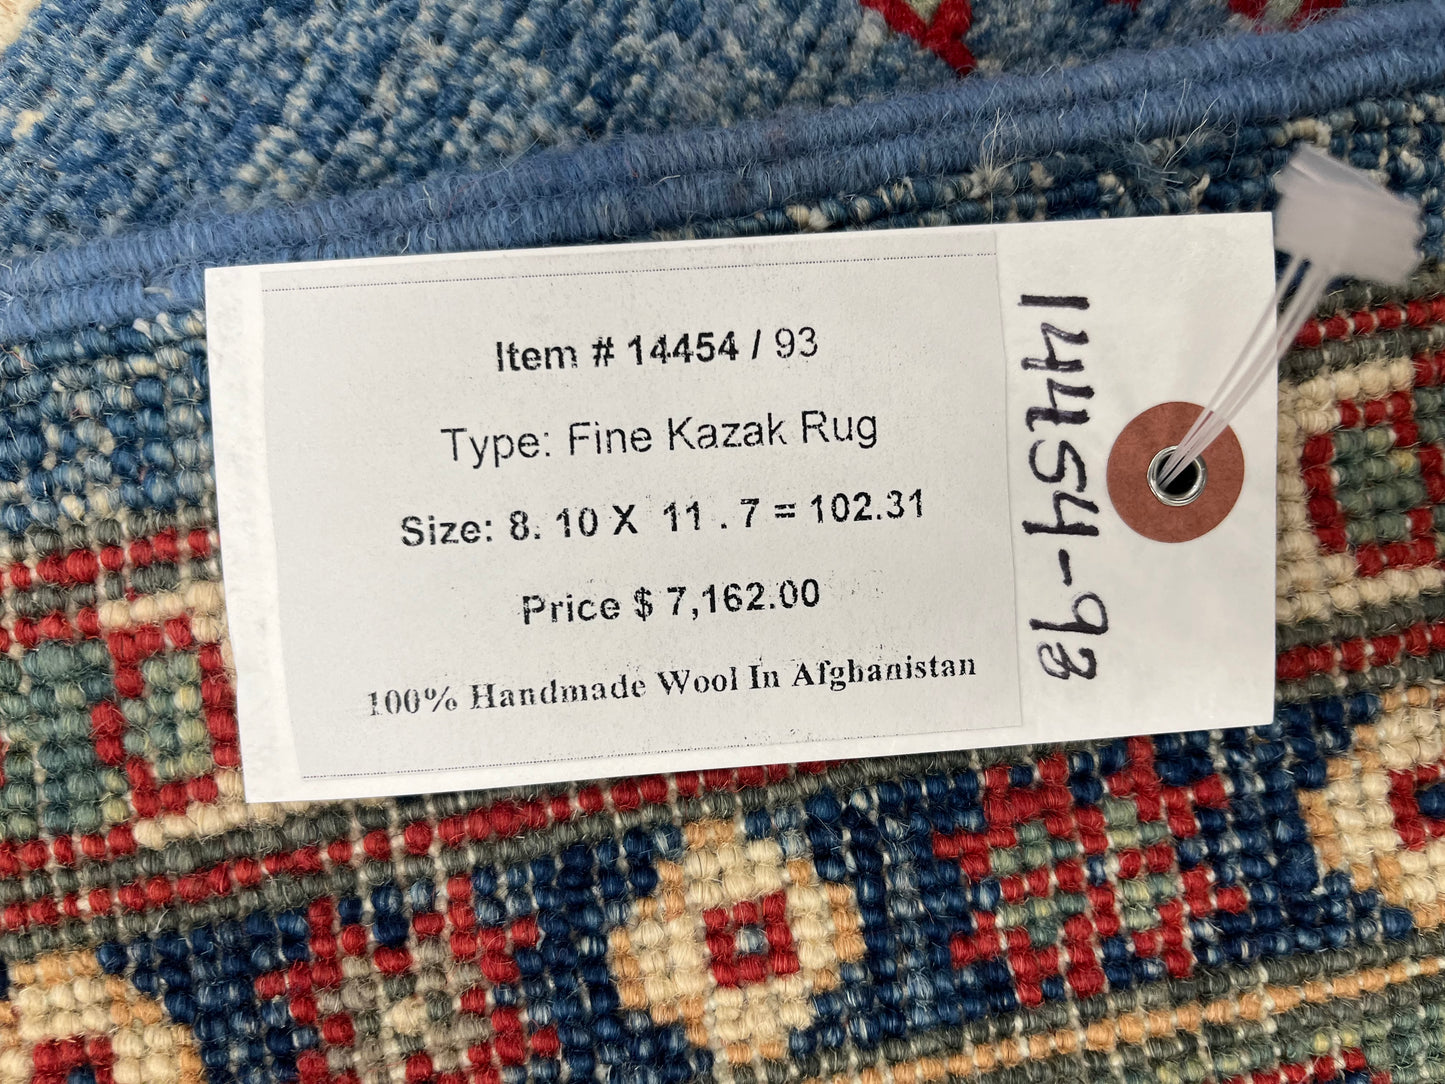 Item # 14454 / 93
Type: Fine Kazak Rug
Size: 8. 10 X 11 . 7 = 102.31
Price $ 7,162.00
100% Handmade Wool In Afghanistan
14454-93